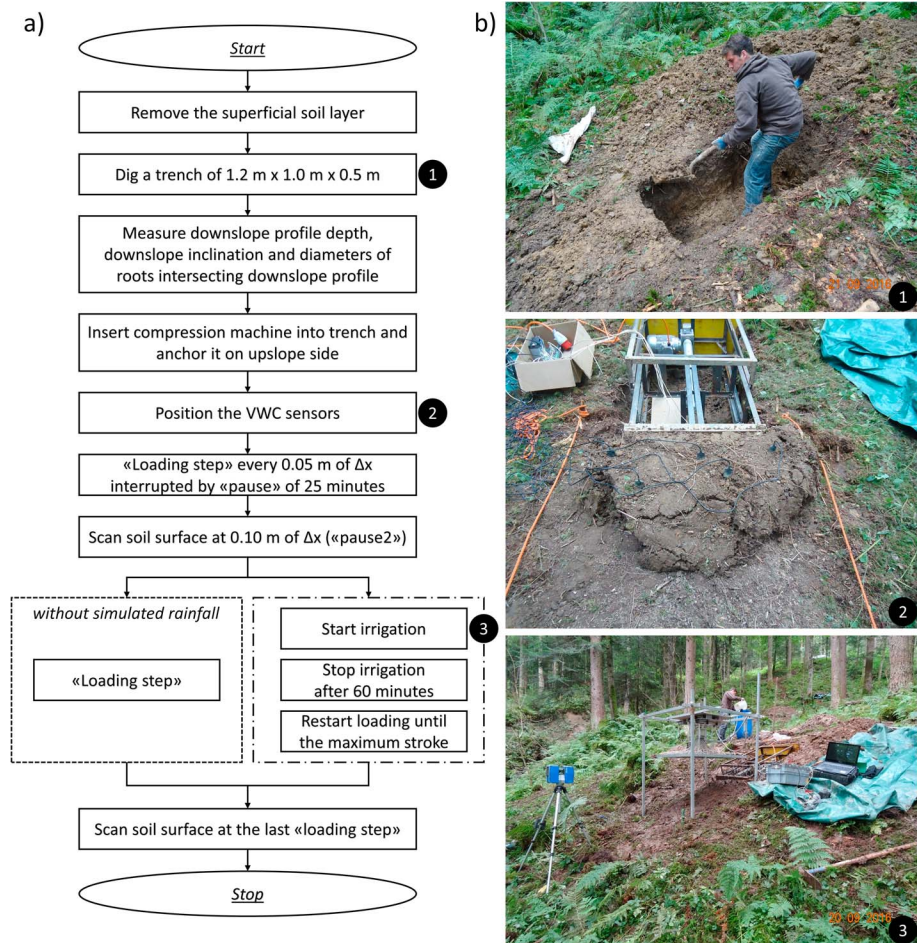 a)
Start
Remove the superficial soil layer
Dig a trench of 1.2 m x 1.0 m x 0.5 m
1
Measure downslope profile depth,
downslope inclination and diameters of
roots intersecting downslope profile
Insert compression machine into trench and
anchor it on upslope side
Position the VWC sensors
2
«Loading step» every 0.05 m of Δx
interrupted by «pause» of 25 minutes
Scan soil surface at 0.10 m of Δx («pause2»)
without simulated rainfall
«Loading step»
3
Start irrigation
Stop irrigation
after 60 minutes
Restart loading until
the maximum stroke
Scan soil surface at the last «loading step»
Stop
b)
2016
1
2
20 09 2016
3